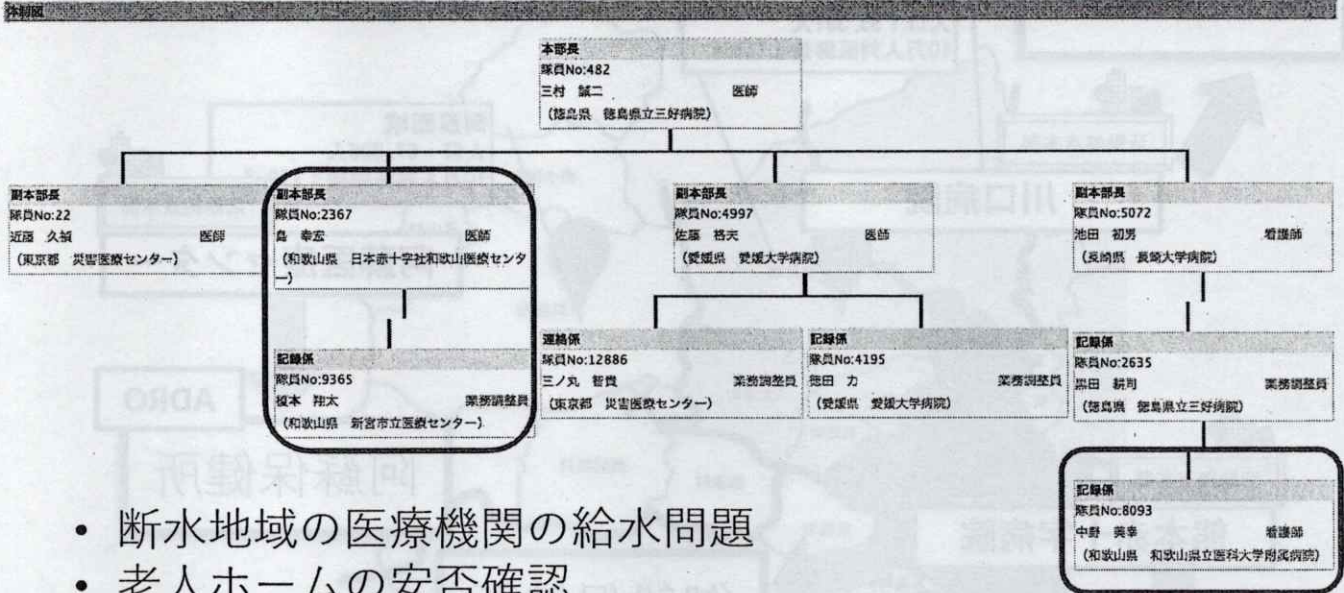 体制図
本部長
隊員No:482
三村 誠二 医師
(徳島県 徳島県立三好病院)
副本部長
隊員No:22
近藤 久禎 医師
(東京都 災害医療センター)
副本部長
隊員No:2367
島 幸宏 医師
(和歌山県 日本赤十字社和歌山医療センタ
ー)
副本部長
隊員No:4997
佐藤 格夫 医師
(愛媛県 愛媛大学病院)
副本部長
隊員No:5072
池田 初男 看護師
(長崎県 長崎大学病院)
記録係
隊員No:9365
榎本 翔太 業務調整員
(和歌山県 新宮市立医療センター)
連絡係
隊員No:12886
三ノ丸 智貴 業務調整員
(東京都 災害医療センター)
記録係
隊員No:4195
徳田 力 業務調整員
(愛媛県 愛媛大学病院)
記録係
隊員No:2635
黒田 耕司 業務調整員
(徳島県 徳島県立三好病院)
記録係
隊員No:8093
中野 美幸 看護師
(和歌山県 和歌山県立医科大学附属病院)
• 断水地域の医療機関の給水問題
• 老人ホームの安否確認